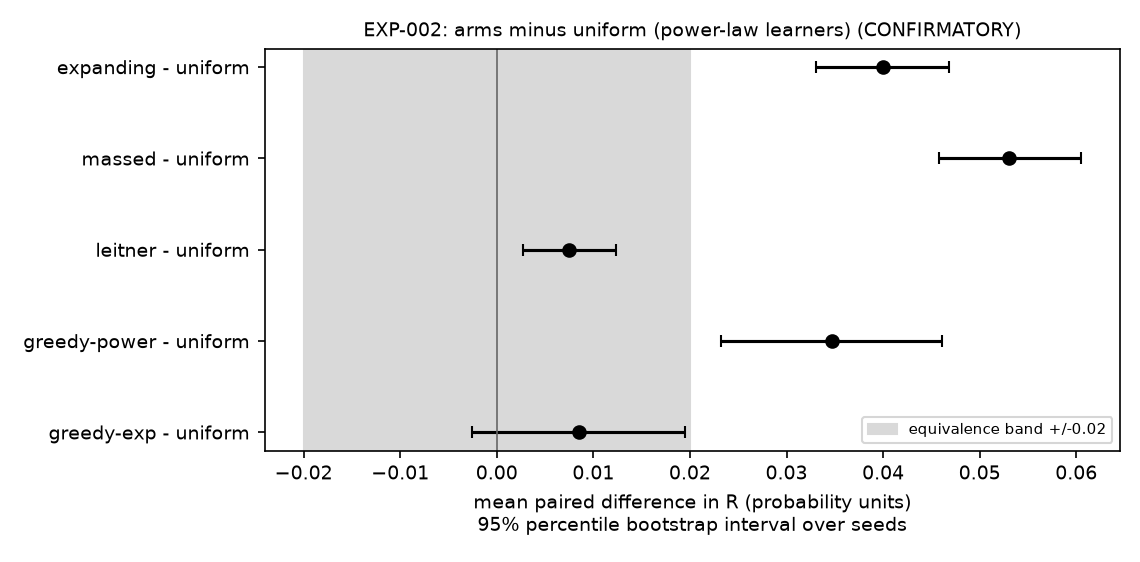 EXP-002: arms minus uniform (power-law learners) (CONFIRMATORY)
expanding - uniform
massed - uniform
leitner - uniform
greedy-power - uniform
greedy-exp - uniform
equivalence band +/-0.02
−0.02 −0.01 0.00 0.01 0.02 0.03 0.04 0.05 0.06
mean paired difference in R (probability units)
95% percentile bootstrap interval over seeds